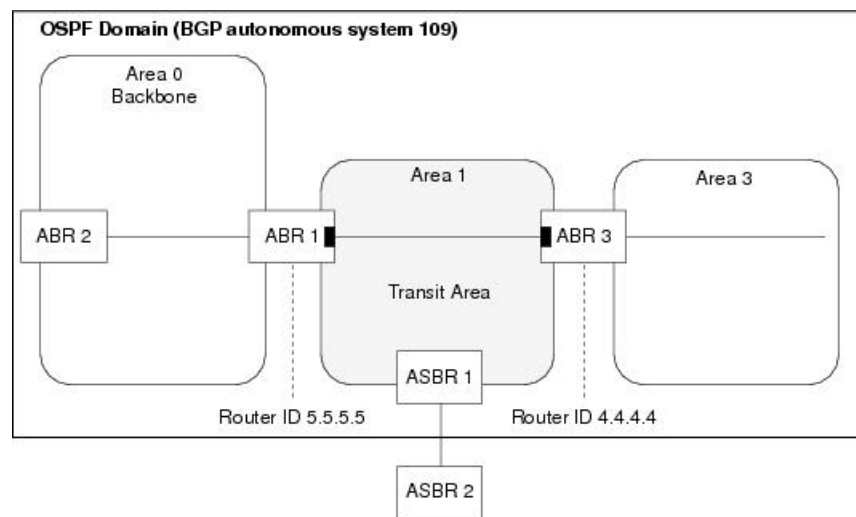 OSPF Domain (BGP autonomous system 109)
Area 0
Backbone
Area 1
Area 3
ABR 2
ABR 1
ABR 3
Transit Area
ASBR 1
Router ID 5.5.5.5
Router ID 4.4.4.4
ASBR 2